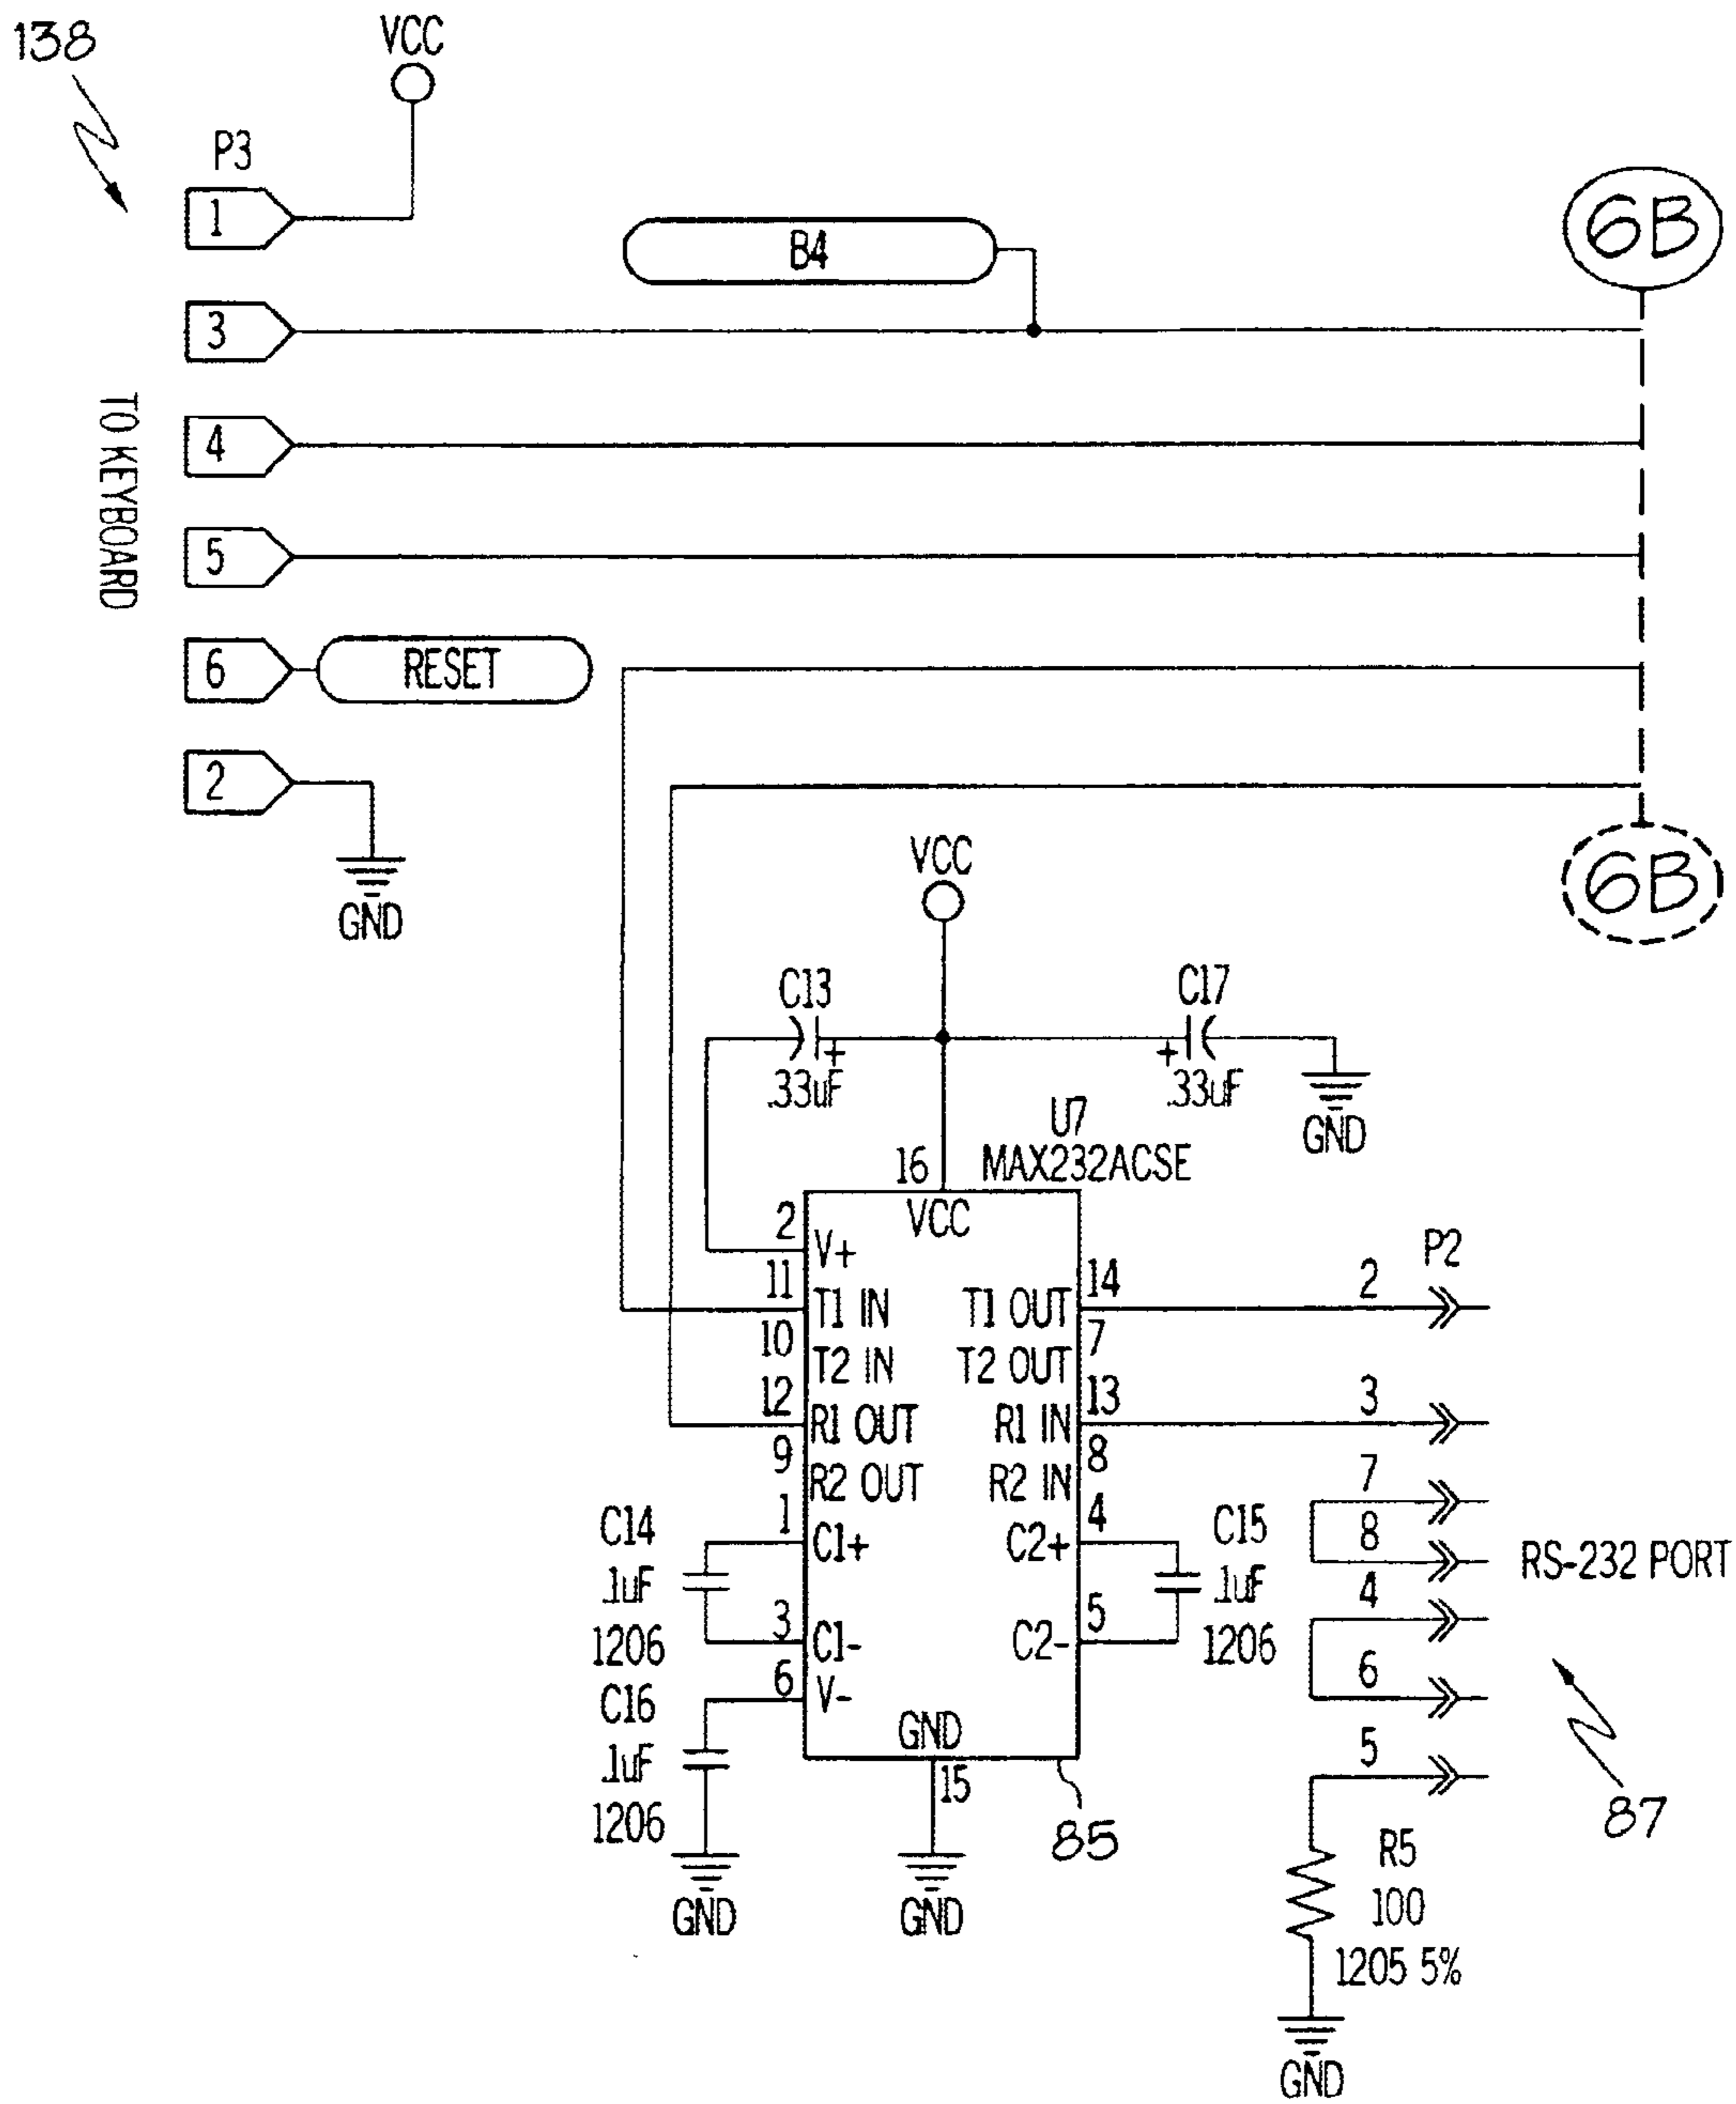 138
VCC
P3
1
B4
6B
3
TO KEYBOARD
4
5
6
RESET
2
GND
VCC
6B
C13
C17
+
+
.33uF
.33uF
GND
U7
MAX232ACSE
16
VCC
2
V+
11
T1 IN
T1 OUT
14
2
P2
10
T2 IN
T2 OUT
7
12
R1 OUT
R1 IN
13
3
9
R2 OUT
R2 IN
8
7
1
C1+
C2+
4
8
RS-232 PORT
C14
.1uF
1206
C15
.1uF
1206
3
C1-
C2-
5
4
6
V-
6
C16
.1uF
1206
GND
15
5
85
87
GND
GND
R5
100
1205 5%
GND